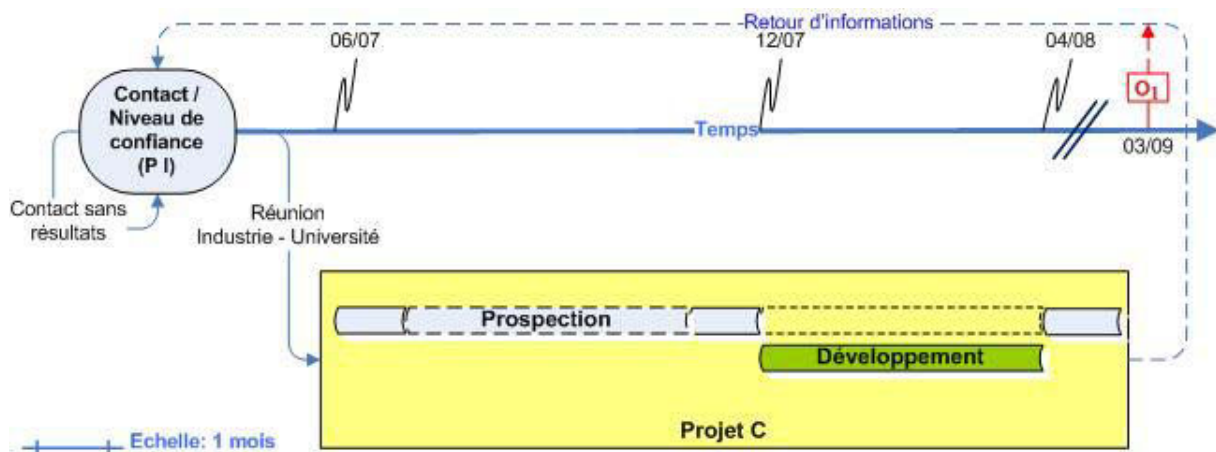 Retour d'informations
06/07
12/07
04/08
Contact /
Niveau de
confiance
(P I)
O1
Temps
03/09
Contact sans
résultats
Réunion
Industrie - Université
Prospection
Développement
Projet C
Echelle: 1 mois